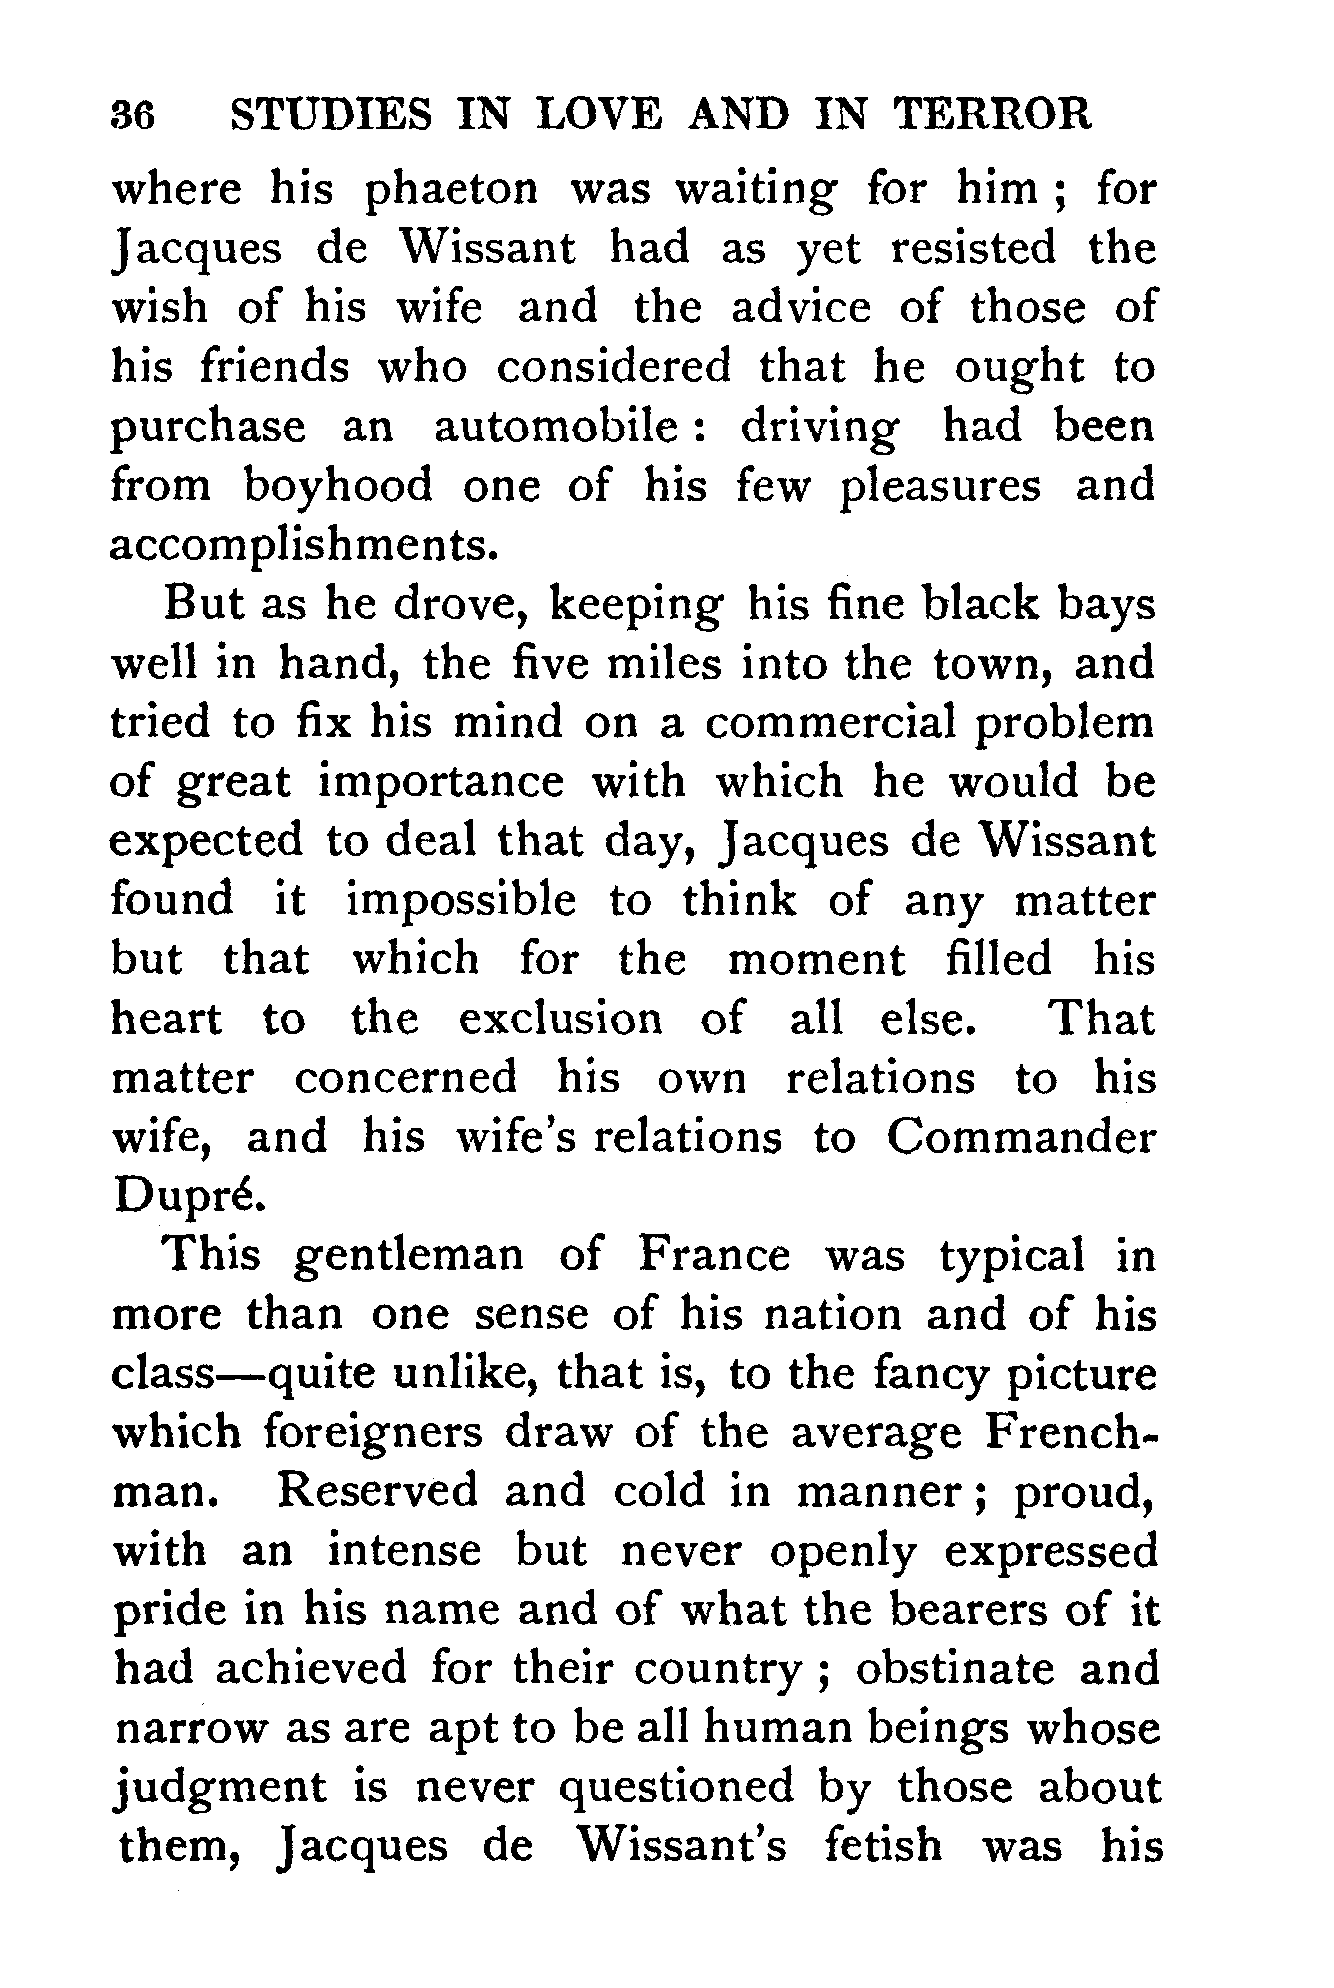 36 STUDIES IN LOVE AND IN TERROR
where his phaeton was waiting for him ; for
Jacques de Wissant had as yet resisted the
wish of his wife and the advice of those of
his friends who considered that he ought to
purchase an automobile : driving had been
from boyhood one of his few pleasures and
accomplishments.
But as he drove, keeping his fine black bays
well in hand, the five miles into the town, and
tried to fix his mind on a commercial problem
of great importance with which he would be
expected to deal that day, Jacques de Wissant
found it impossible to think of any matter
but that which for the moment filled his
heart to the exclusion of all else. That
matter concerned his own relations to his
wife, and his wife's relations to Commander
Dupré.
This gentleman of France was typical in
more than one sense of his nation and of his
class—quite unlike, that is, to the fancy picture
which foreigners draw of the average French-
man. Reserved and cold in manner ; proud,
with an intense but never openly expressed
pride in his name and of what the bearers of it
had achieved for their country ; obstinate and
narrow as are apt to be all human beings whose
judgment is never questioned by those about
them, Jacques de Wissant's fetish was his